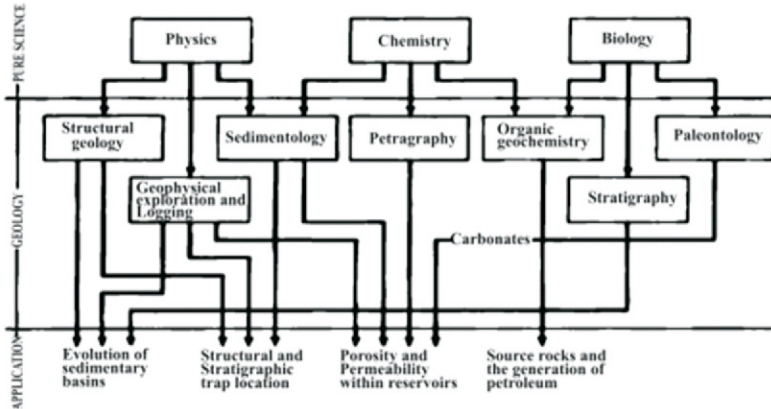 PURE SCIENCE
Physics
Chemistry
Biology
GEOLOGY
Structural
geology
Sedimentology
Petragraphy
Organic
geochemistry
Paleontology
Geophysical
exploration and
Logging
Stratigraphy
Carbonates
APPLICATION
Evolution of
sedimentary
basins
Structural and
Stratigraphic
trap location
Porosity and
Permeability
within reservoirs
Source rocks and
the generation of
petroleum